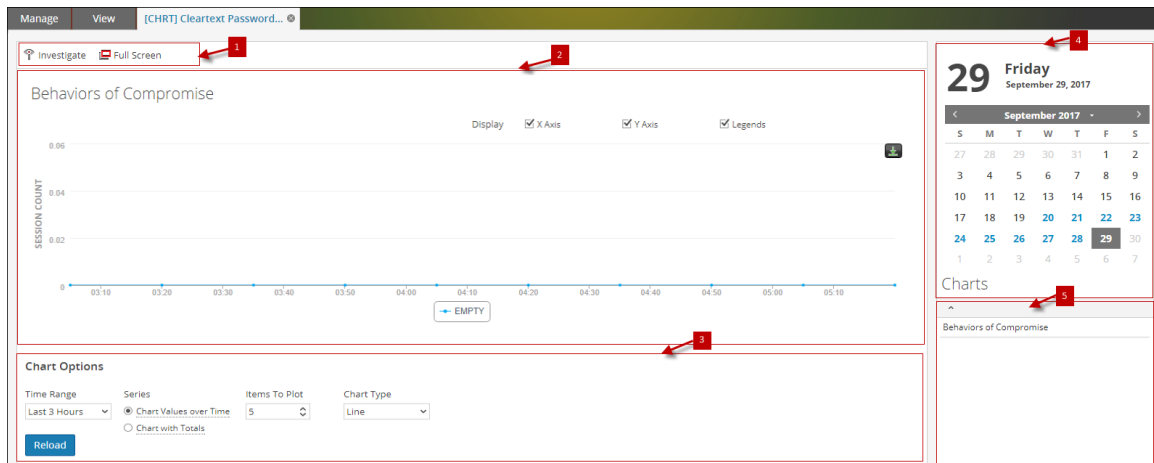 Manage View [CHRT] Cleartext Password...
Investigate Full Screen
1
2
Behaviors of Compromise
Display X Axis Y Axis Legends
0.06
0.04
0.02
0
SESSION COUNT
03:10 03:20 03:30 03:40 03:50 04:00 04:10 04:20 04:30 04:40 04:50 05:00 05:10
EMPTY
3
Chart Options
Time Range Series Items To Plot Chart Type
Last 3 Hours Chart Values over Time 5 Line
Chart with Totals
Reload
4
29 Friday
September 29, 2017
September 2017
S M T W T F S
27 28 29 30 31 1 2
3 4 5 6 7 8 9
10 11 12 13 14 15 16
17 18 19 20 21 22 23
24 25 26 27 28 29 30
1 2 3 4 5 6 7
Charts
5
Behaviors of Compromise